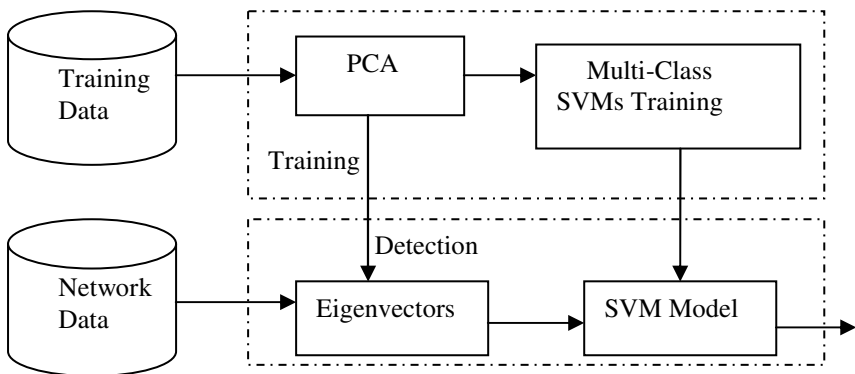 Training
Data
PCA
Multi-Class
SVMs Training
Training
Detection
Network
Data
Eigenvectors
SVM Model